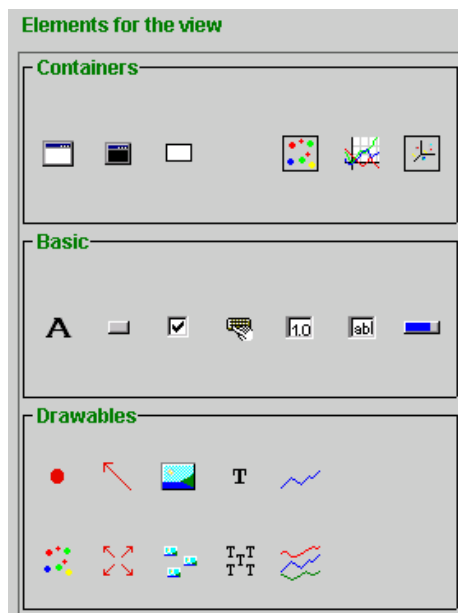 Elements for the view
Containers
Basic
A
1.0
abl
Drawables
T
T T T
T T